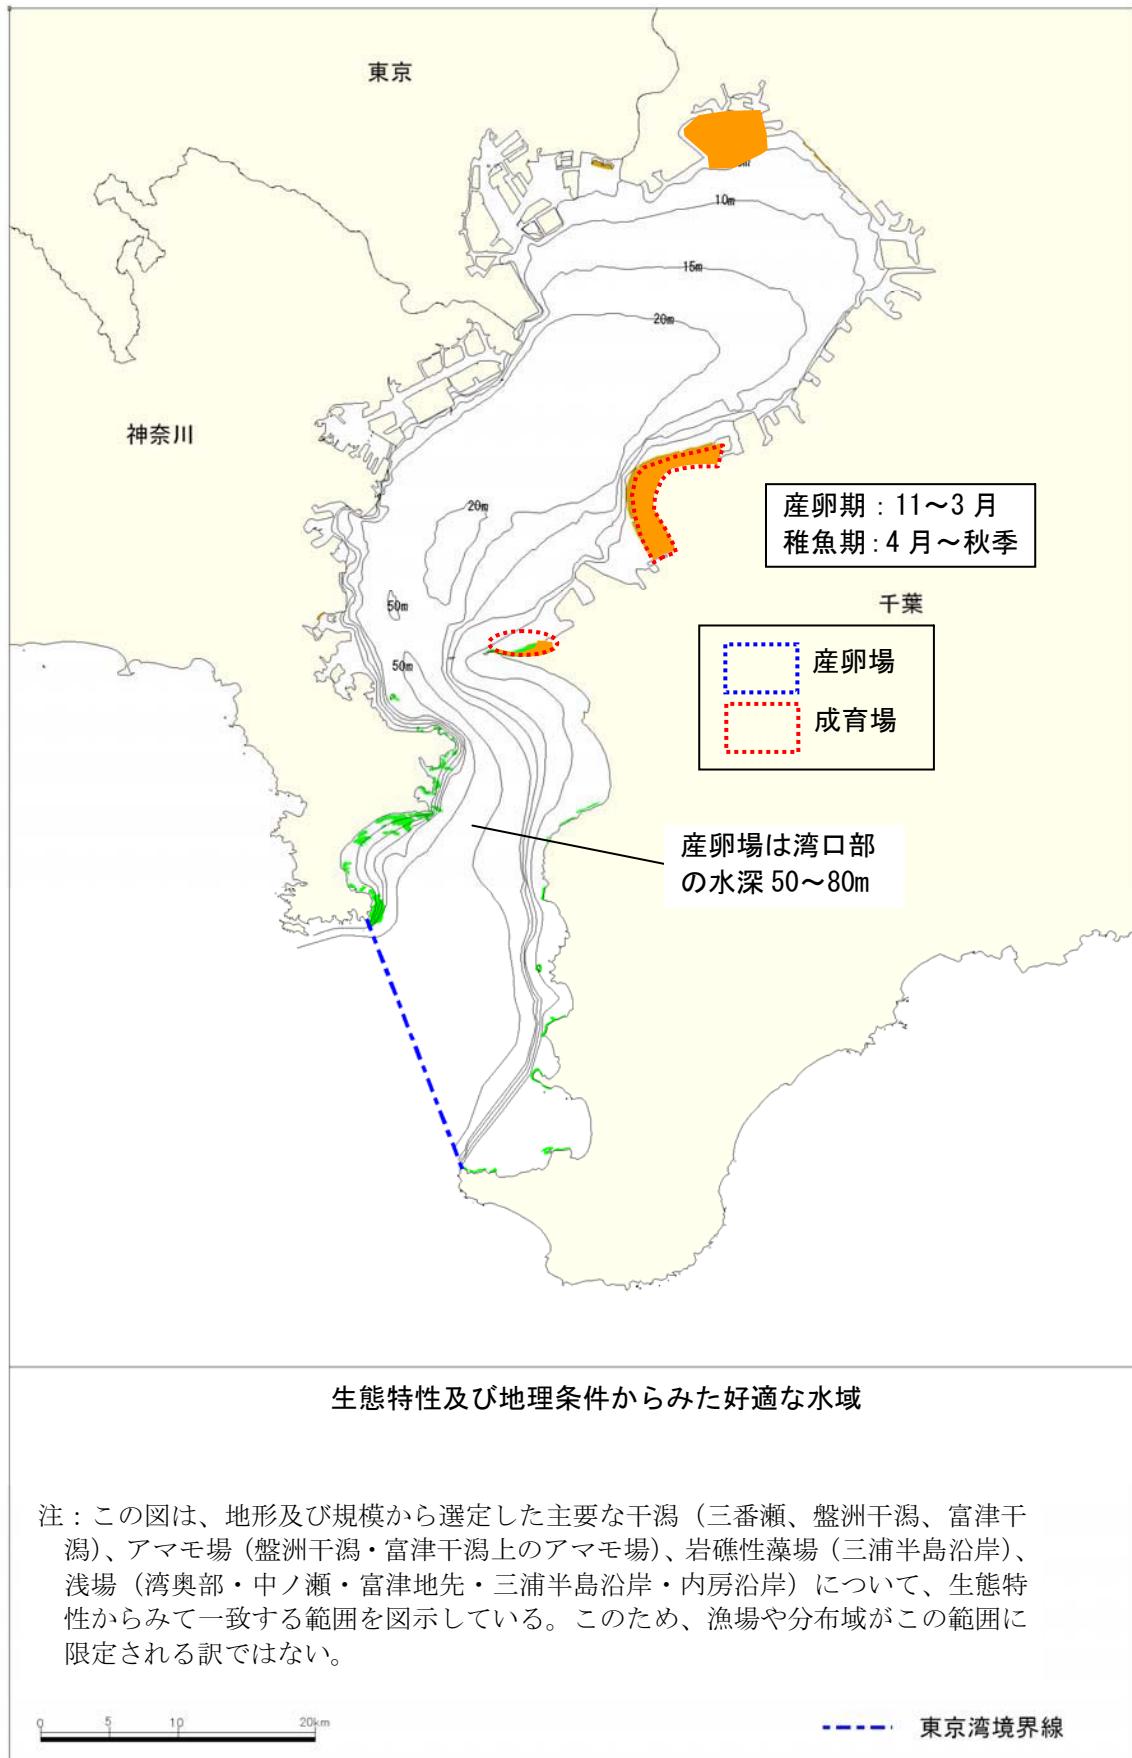 東京
10m
15m
20m
神奈川
20m
産卵期：11～3月
稚魚期：4月～秋季
50m
千葉
50m
産卵場
成育場
産卵場は湾口部
の水深50～80m
生態特性及び地理条件からみた好適な水域
注：この図は、地形及び規模から選定した主要な干潟（三番瀬、盤洲干潟、富津干
潟）、アマモ場（盤洲干潟・富津干潟上のアマモ場）、岩礁性藻場（三浦半島沿岸）、
浅場（湾奥部・中ノ瀬・富津地先・三浦半島沿岸・内房沿岸）について、生態特
性からみて一致する範囲を図示している。このため、漁場や分布域がこの範囲に
限定される訳ではない。
0 5 10 20km
東京湾境界線